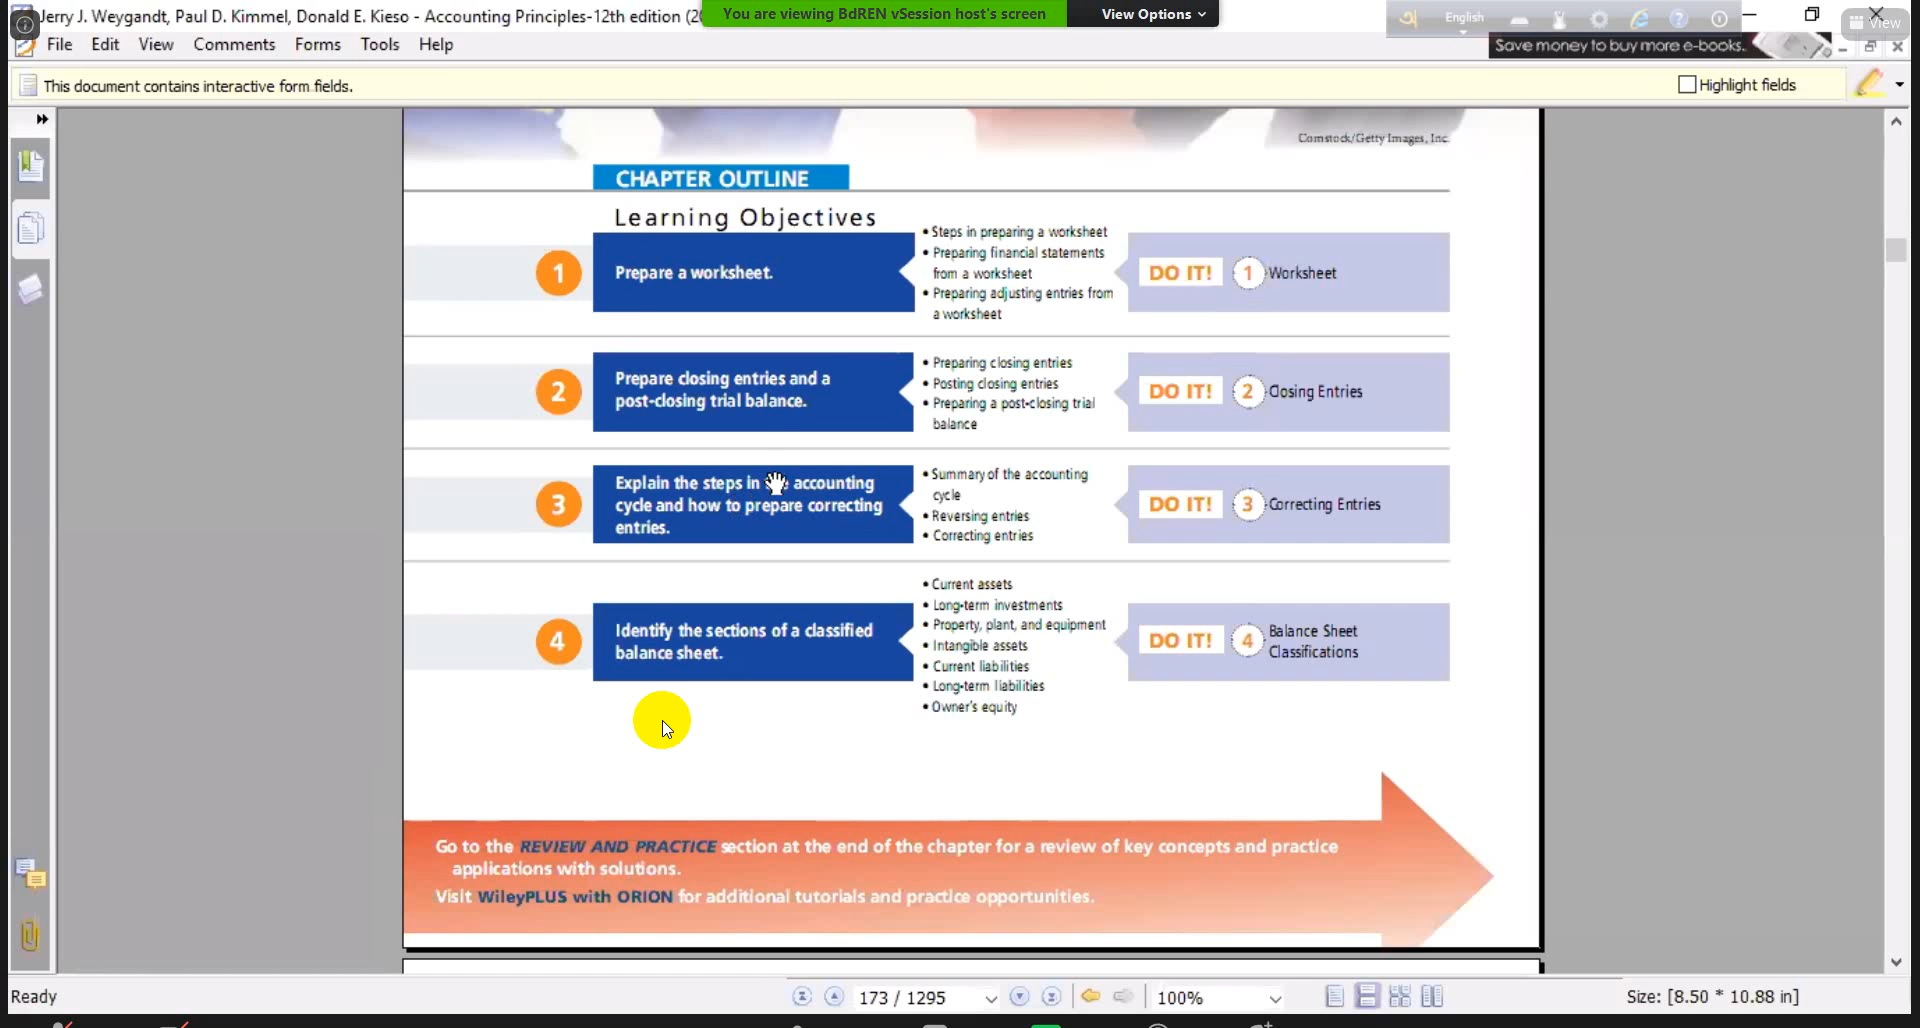 Jerry J. Weygandt, Paul D. Kimmel, Donald E. Kieso - Accounting Principles-12th edition (20
You are viewing BdREN vSession host's screen
View Options
English
View
File Edit View Comments Forms Tools Help
Save money to buy more e-books.
This document contains interactive form fields.
Highlight fields
Comstock/Getty Images, Inc.
CHAPTER OUTLINE
Learning Objectives
1
Prepare a worksheet.
• Steps in preparing a worksheet
• Preparing financial statements
from a worksheet
• Preparing adjusting entries from
a worksheet
DO IT! 1 Worksheet
2
Prepare closing entries and a
post-closing trial balance.
• Preparing closing entries
• Posting closing entries
• Preparing a post-closing trial
balance
DO IT! 2 Closing Entries
3
Explain the steps in accounting
cycle and how to prepare correcting
entries.
• Summary of the accounting
cycle
• Reversing entries
• Correcting entries
DO IT! 3 Correcting Entries
4
Identify the sections of a classified
balance sheet.
• Current assets
• Long-term investments
• Property, plant, and equipment
• Intangible assets
• Current liabilities
• Long-term liabilities
• Owner's equity
DO IT! 4 Balance Sheet
Classifications
Go to the REVIEW AND PRACTICE section at the end of the chapter for a review of key concepts and practice
applications with solutions.
Visit WileyPLUS with ORION for additional tutorials and practice opportunities.
Ready
173 / 1295
100%
Size: [8.50 * 10.88 in]